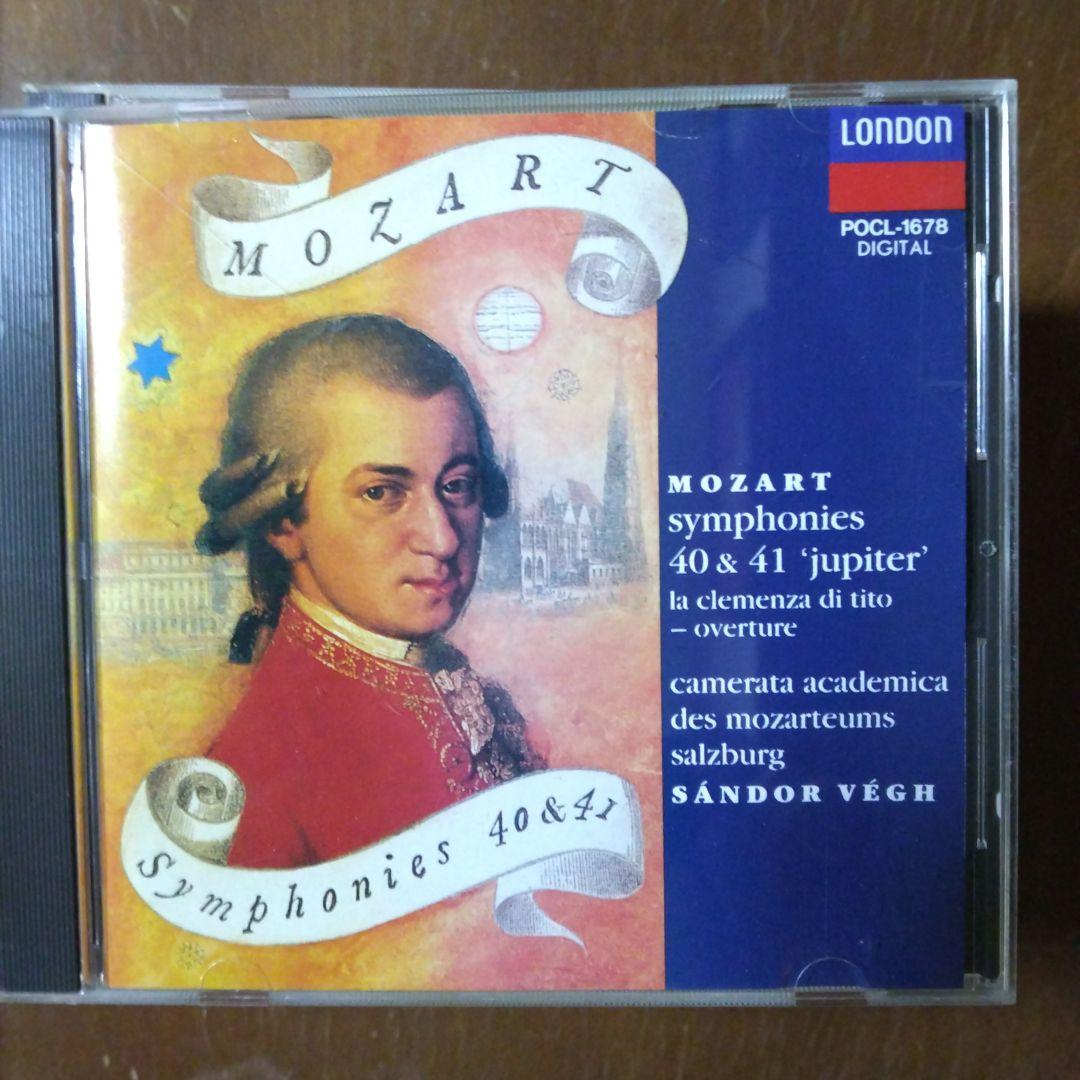 MOZART
LONDON
POCL-1678
DIGITAL
MOZART
symphonies
40 & 41 ‘jupiter’
la clemenza di tito
– overture
camerata academica
des mozarteums
salzburg
SÁNDOR VÉGH
Symphonies 40 & 41